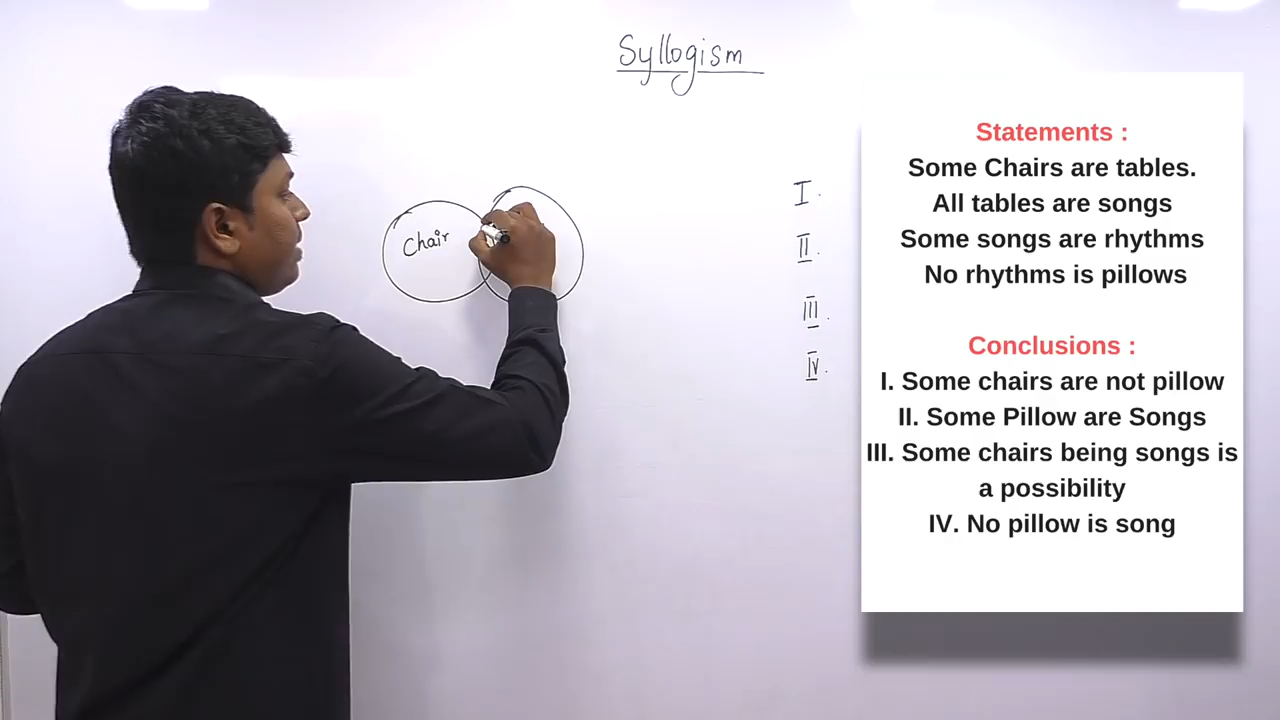 Syllogism
Chair
I.
II.
III.
IV.
Statements :
Some Chairs are tables.
All tables are songs
Some songs are rhythms
No rhythms is pillows
Conclusions :
I. Some chairs are not pillow
II. Some Pillow are Songs
III. Some chairs being songs is
a possibility
IV. No pillow is song